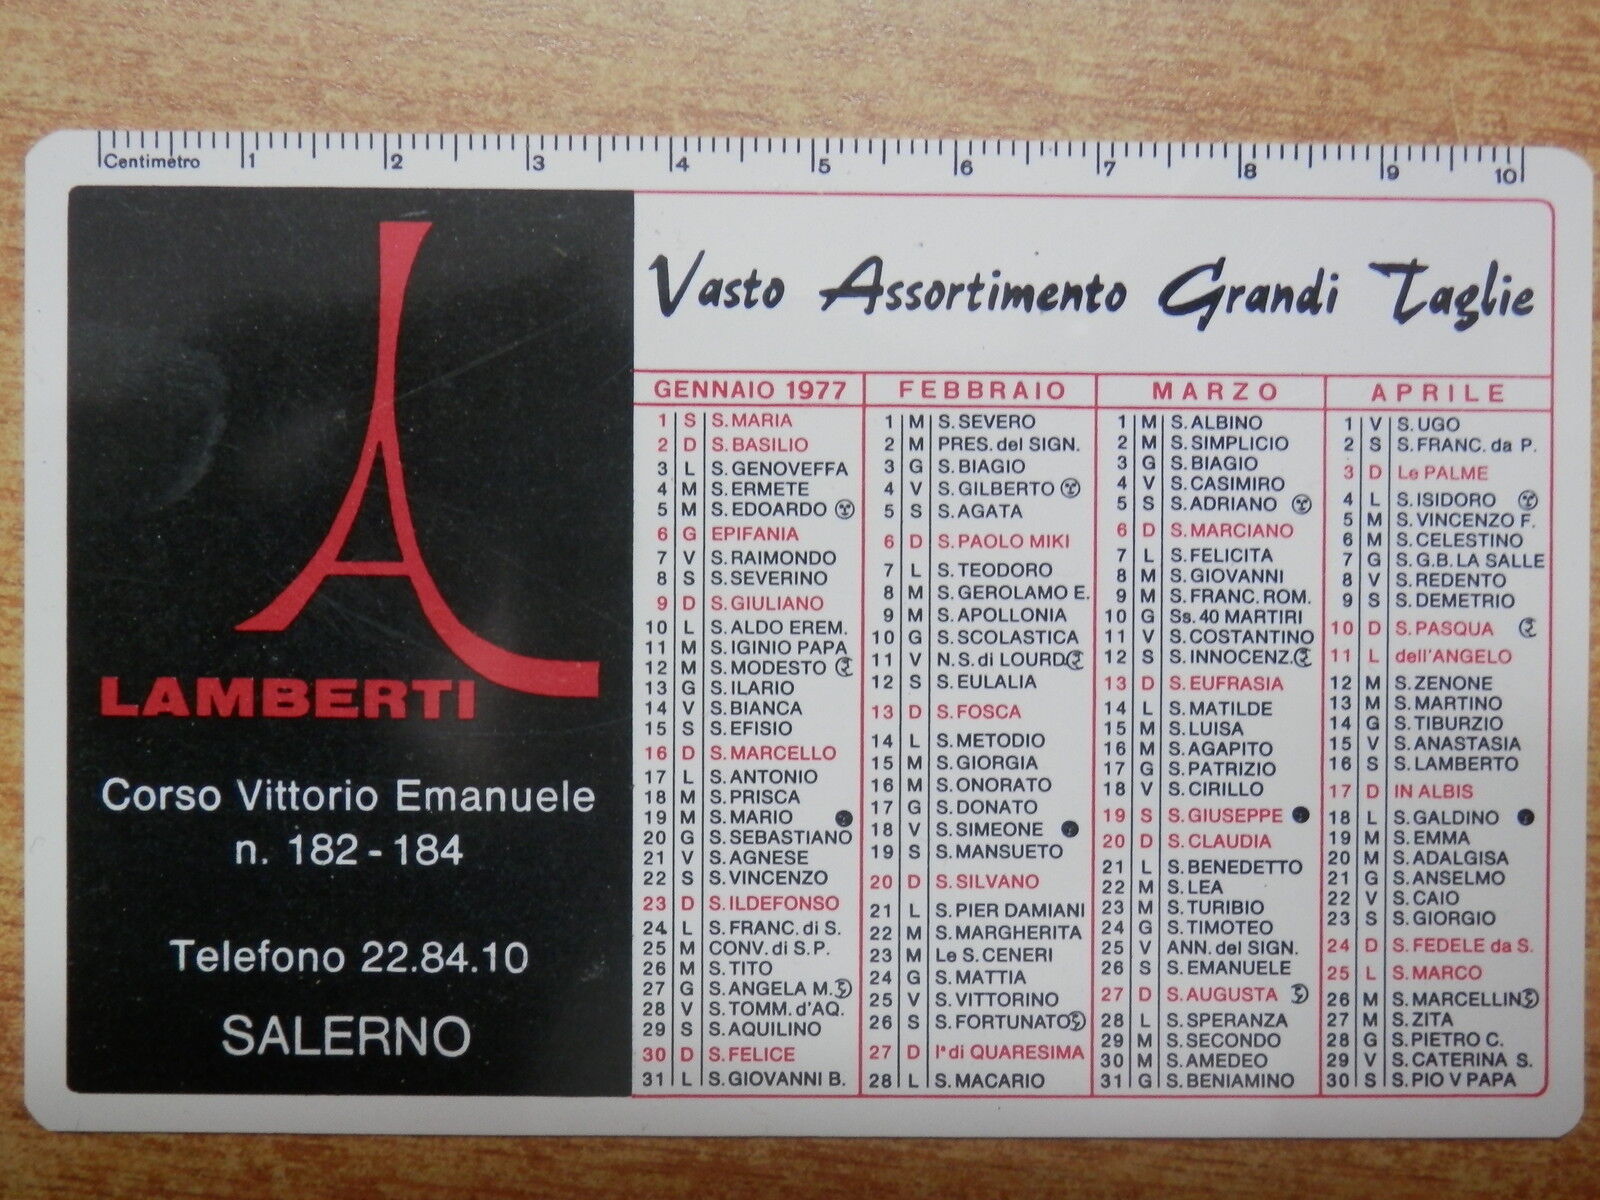 Centimetro 1 2 3 4 5 6 7 8 9 10
LAMBERTI
Corso Vittorio Emanuele
n. 182 - 184
Telefono 22.84.10
SALERNO
Vasto Assortimento Grandi Taglie
GENNAIO 1977
1 S S. MARIA
2 D S. BASILIO
3 L S. GENOVEFFA
4 M S. ERMETE
5 M S. EDOARDO
6 G EPIFANIA
7 V S. RAIMONDO
8 S S. SEVERINO
9 D S. GIULIANO
10 L S. ALDO EREM.
11 M S. IGINIO PAPA
12 M S. MODESTO
13 G S. ILARIO
14 V S. BIANCA
15 S S. EFISIO
16 D S. MARCELLO
17 L S. ANTONIO
18 M S. PRISCA
19 M S. MARIO
20 G S. SEBASTIANO
21 V S. AGNESE
22 S S. VINCENZO
23 D S. ILDEFONSO
24 L S. FRANC. di S.
25 M CONV. di S.P.
26 M S. TITO
27 G S. ANGELA M.
28 V S. TOMM. d'AQ.
29 S S. AQUILINO
30 D S. FELICE
31 L S. GIOVANNI B.
FEBBRAIO
1 M S. SEVERO
2 M PRES. del SIGN.
3 G S. BIAGIO
4 V S. GILBERTO
5 S S. AGATA
6 D S. PAOLO MIKI
7 L S. TEODORO
8 M S. GEROLAMO E.
9 M S. APOLLONIA
10 G S. SCOLASTICA
11 V N.S. di LOURD.
12 S S. EULALIA
13 D S. FOSCA
14 L S. METODIO
15 M S. GIORGIA
16 M S. ONORATO
17 G S. DONATO
18 V S. SIMEONE
19 S S. MANSUETO
20 D S. SILVANO
21 L S. PIER DAMIANI
22 M S. MARGHERITA
23 M Le S. CENERI
24 G S. MATTIA
25 V S. VITTORINO
26 S S. FORTUNATO
27 D Iª di QUARESIMA
28 L S. MACARIO
MARZO
1 M S. ALBINO
2 M S. SIMPLICIO
3 G S. BIAGIO
4 V S. CASIMIRO
5 S S. ADRIANO
6 D S. MARCIANO
7 L S. FELICITA
8 M S. GIOVANNI
9 M S. FRANC. ROM.
10 G Ss. 40 MARTIRI
11 V S. COSTANTINO
12 S S. INNOCENZ.
13 D S. EUFRASIA
14 L S. MATILDE
15 M S. LUISA
16 M S. AGAPITO
17 G S. PATRIZIO
18 V S. CIRILLO
19 S S. GIUSEPPE
20 D S. CLAUDIA
21 L S. BENEDETTO
22 M S. LEA
23 M S. TURIBIO
24 G S. TIMOTEO
25 V ANN. del SIGN.
26 S S. EMANUELE
27 D S. AUGUSTA
28 L S. SPERANZA
29 M S. SECONDO
30 M S. AMEDEO
31 G S. BENIAMINO
APRILE
1 V S. UGO
2 S S. FRANC. da P.
3 D Le PALME
4 L S. ISIDORO
5 M S. VINCENZO F.
6 M S. CELESTINO
7 G S. G.B. LA SALLE
8 V S. REDENTO
9 S S. DEMETRIO
10 D S. PASQUA
11 L dell'ANGELO
12 M S. ZENONE
13 M S. MARTINO
14 G S. TIBURZIO
15 V S. ANASTASIA
16 S S. LAMBERTO
17 D IN ALBIS
18 L S. GALDINO
19 M S. EMMA
20 M S. ADALGISA
21 G S. ANSELMO
22 V S. CAIO
23 S S. GIORGIO
24 D S. FEDELE da S.
25 L S. MARCO
26 M S. MARCELLIN
27 M S. ZITA
28 G S. PIETRO C.
29 V S. CATERINA S.
30 S S. PIO V PAPA